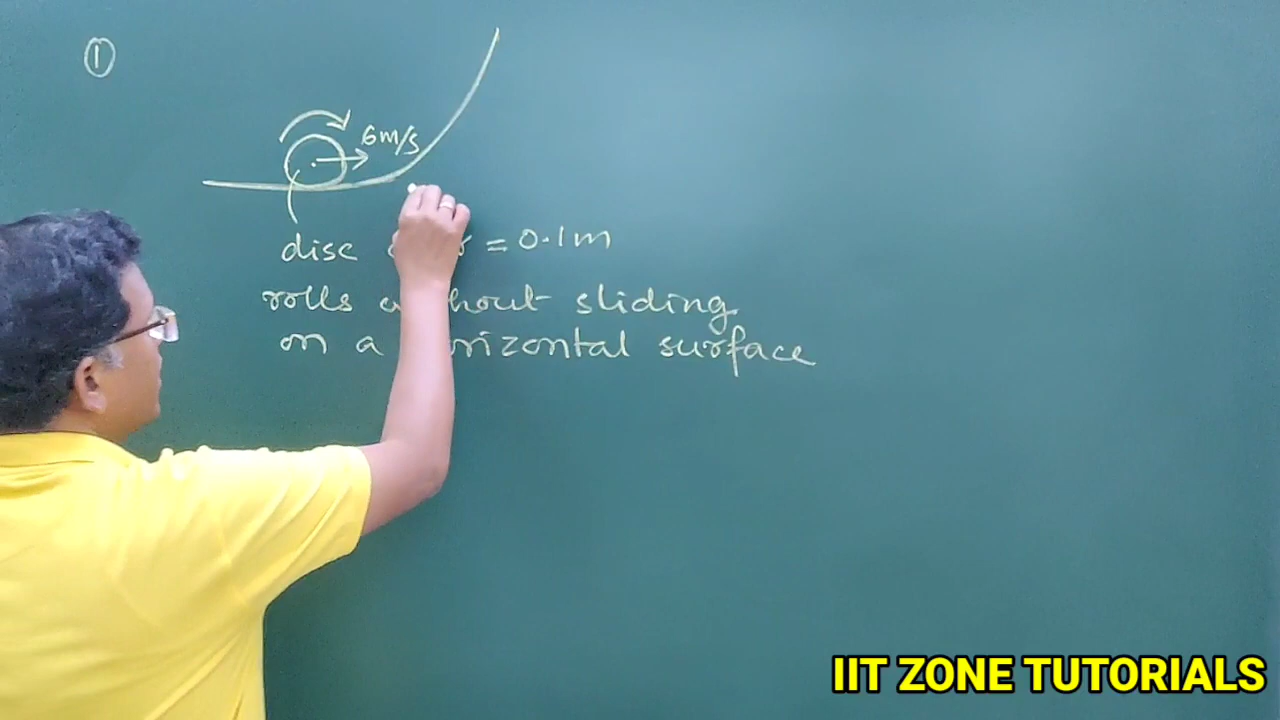 ①
6m/s
disc = 0.1m
rolls sliding
on a surface
IIT ZONE TUTORIALS